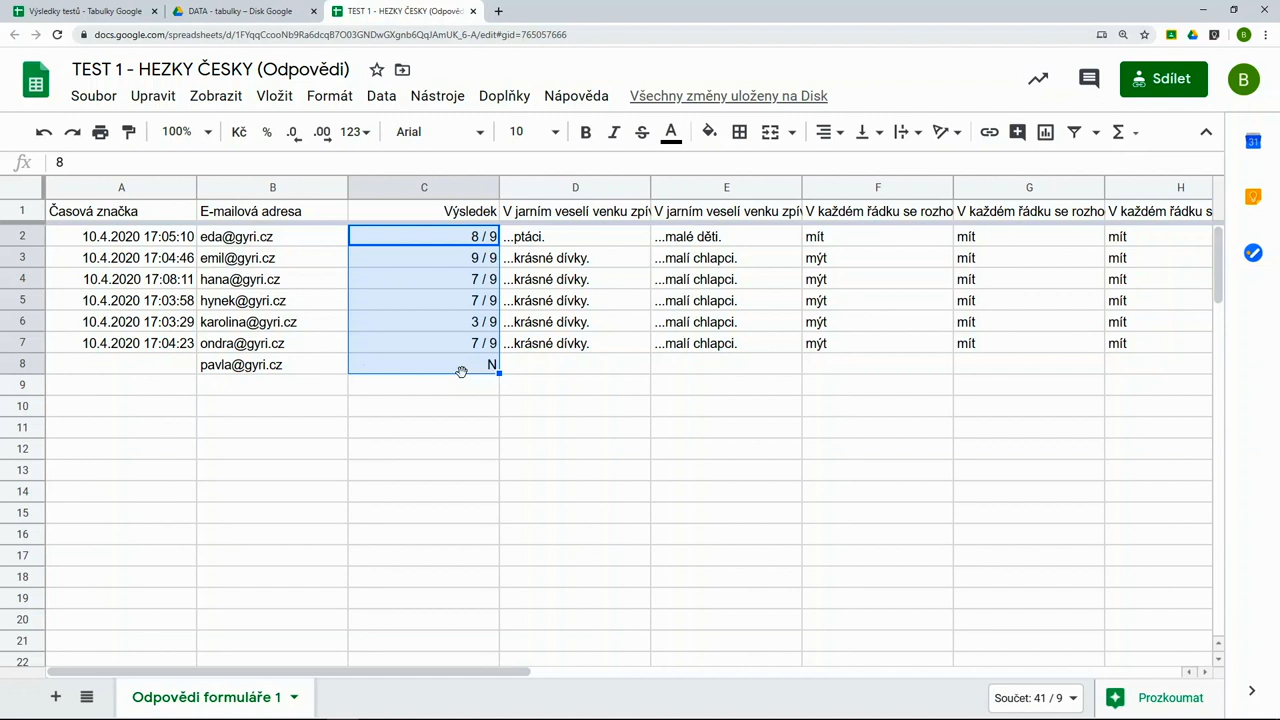 Výsledky testů - Tabulky Google
DATA - tabulky – Disk Google
TEST 1 - HEZKY ČESKY (Odpověď
docs.google.com/spreadsheets/d/1FYqqCcooNb9Ra6dcqB7O03GNDwGXgnb6QqJAmUK_6-A/edit#gid=765057666
B
TEST 1 - HEZKY ČESKY (Odpovědi)
Soubor Upravit Zobrazit Vložit Formát Data Nástroje Doplňky Nápověda Všechny změny uloženy na Disk
Sdílet
B
100% Kč % .0 .00 123 Arial 10 B I S A Σ
fx 8
A B C D E F G H
1 Časová značka E-mailová adresa Výsledek V jarním veselí venku zpív V jarním veselí venku zpív V každém řádku se rozho V každém řádku se rozho V každém řádku s
2 10.4.2020 17:05:10 eda@gyri.cz 8 / 9 ...ptáci. ...malé děti. mít mít mít
3 10.4.2020 17:04:46 emil@gyri.cz 9 / 9 ...krásné dívky. ...malí chlapci. mýt mít mít
4 10.4.2020 17:08:11 hana@gyri.cz 7 / 9 ...krásné dívky. ...malí chlapci. mýt mít mít
5 10.4.2020 17:03:58 hynek@gyri.cz 7 / 9 ...krásné dívky. ...malí chlapci. mýt mít mít
6 10.4.2020 17:03:29 karolina@gyri.cz 3 / 9 ...krásné dívky. ...malí chlapci. mýt mít mít
7 10.4.2020 17:04:23 ondra@gyri.cz 7 / 9 ...krásné dívky. ...malí chlapci. mýt mít mít
8 pavla@gyri.cz N
9
10
11
12
13
14
15
16
17
18
19
20
21
22
31
Odpovědi formuláře 1
Součet: 41 / 9
Prozkoumat